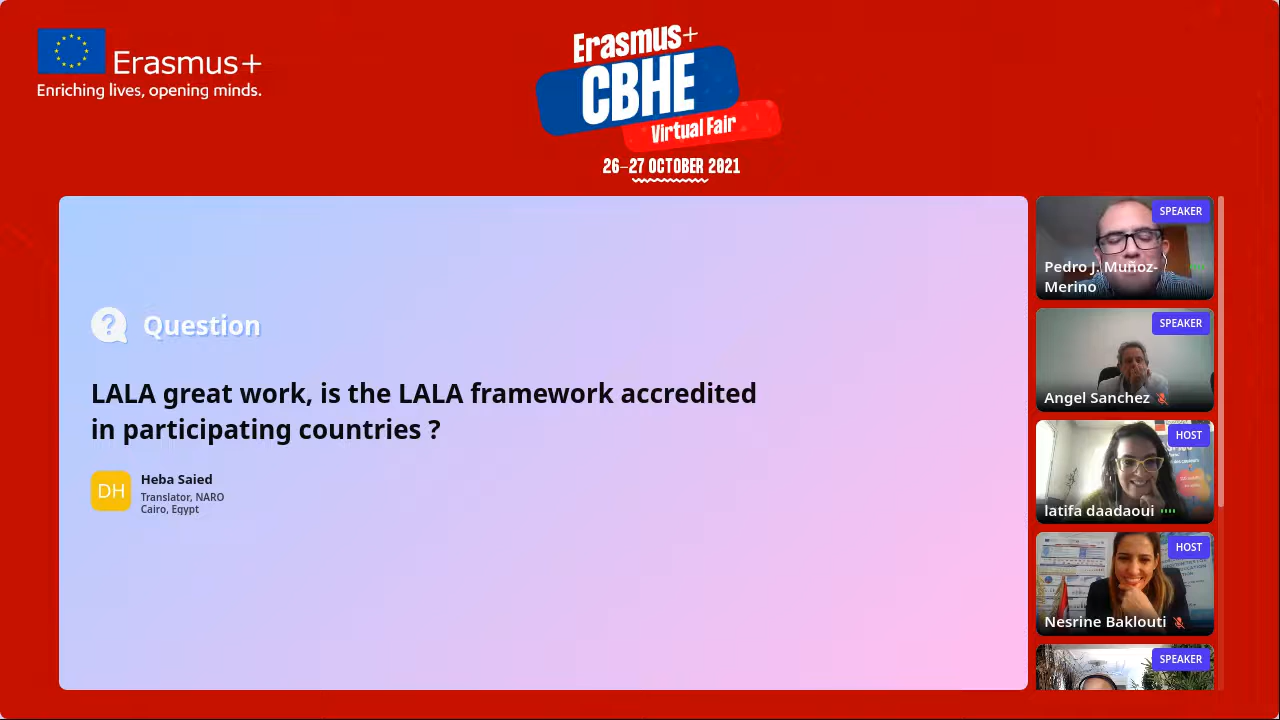 Erasmus+
Enriching lives, opening minds.
Erasmus+
CBHE
Virtual Fair
26–27 OCTOBER 2021
Question
LALA great work, is the LALA framework accredited
in participating countries ?
DH
Heba Saied
Translator, NARO
Cairo, Egypt
SPEAKER
Pedro J. Muñoz-
Merino
SPEAKER
Angel Sanchez
HOST
latifa daadaoui
HOST
Nesrine Baklouti
SPEAKER